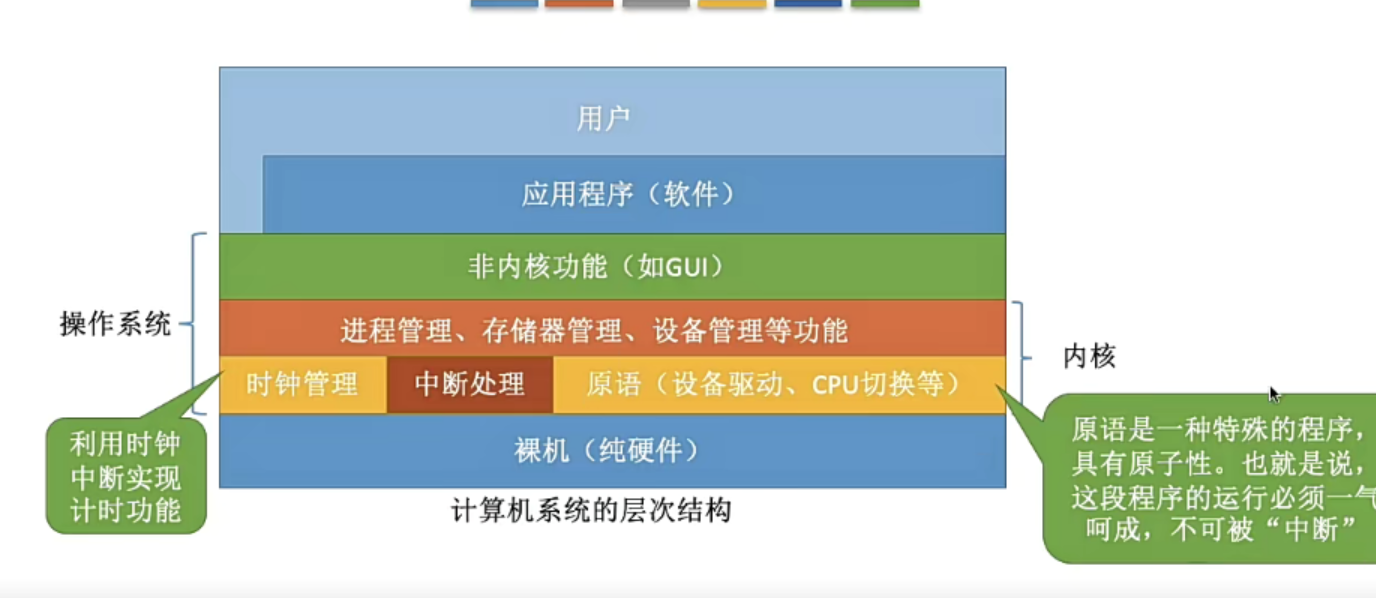 用户
应用程序（软件）
非内核功能（如GUI）
操作系统
进程管理、存储器管理、设备管理等功能
内核
时钟管理
中断处理
原语（设备驱动、CPU切换等）
利用时钟
中断实现
计时功能
原语是一种特殊的程序，
具有原子性。也就是说，
这段程序的运行必须一气
呵成，不可被“中断”
裸机（纯硬件）
计算机系统的层次结构